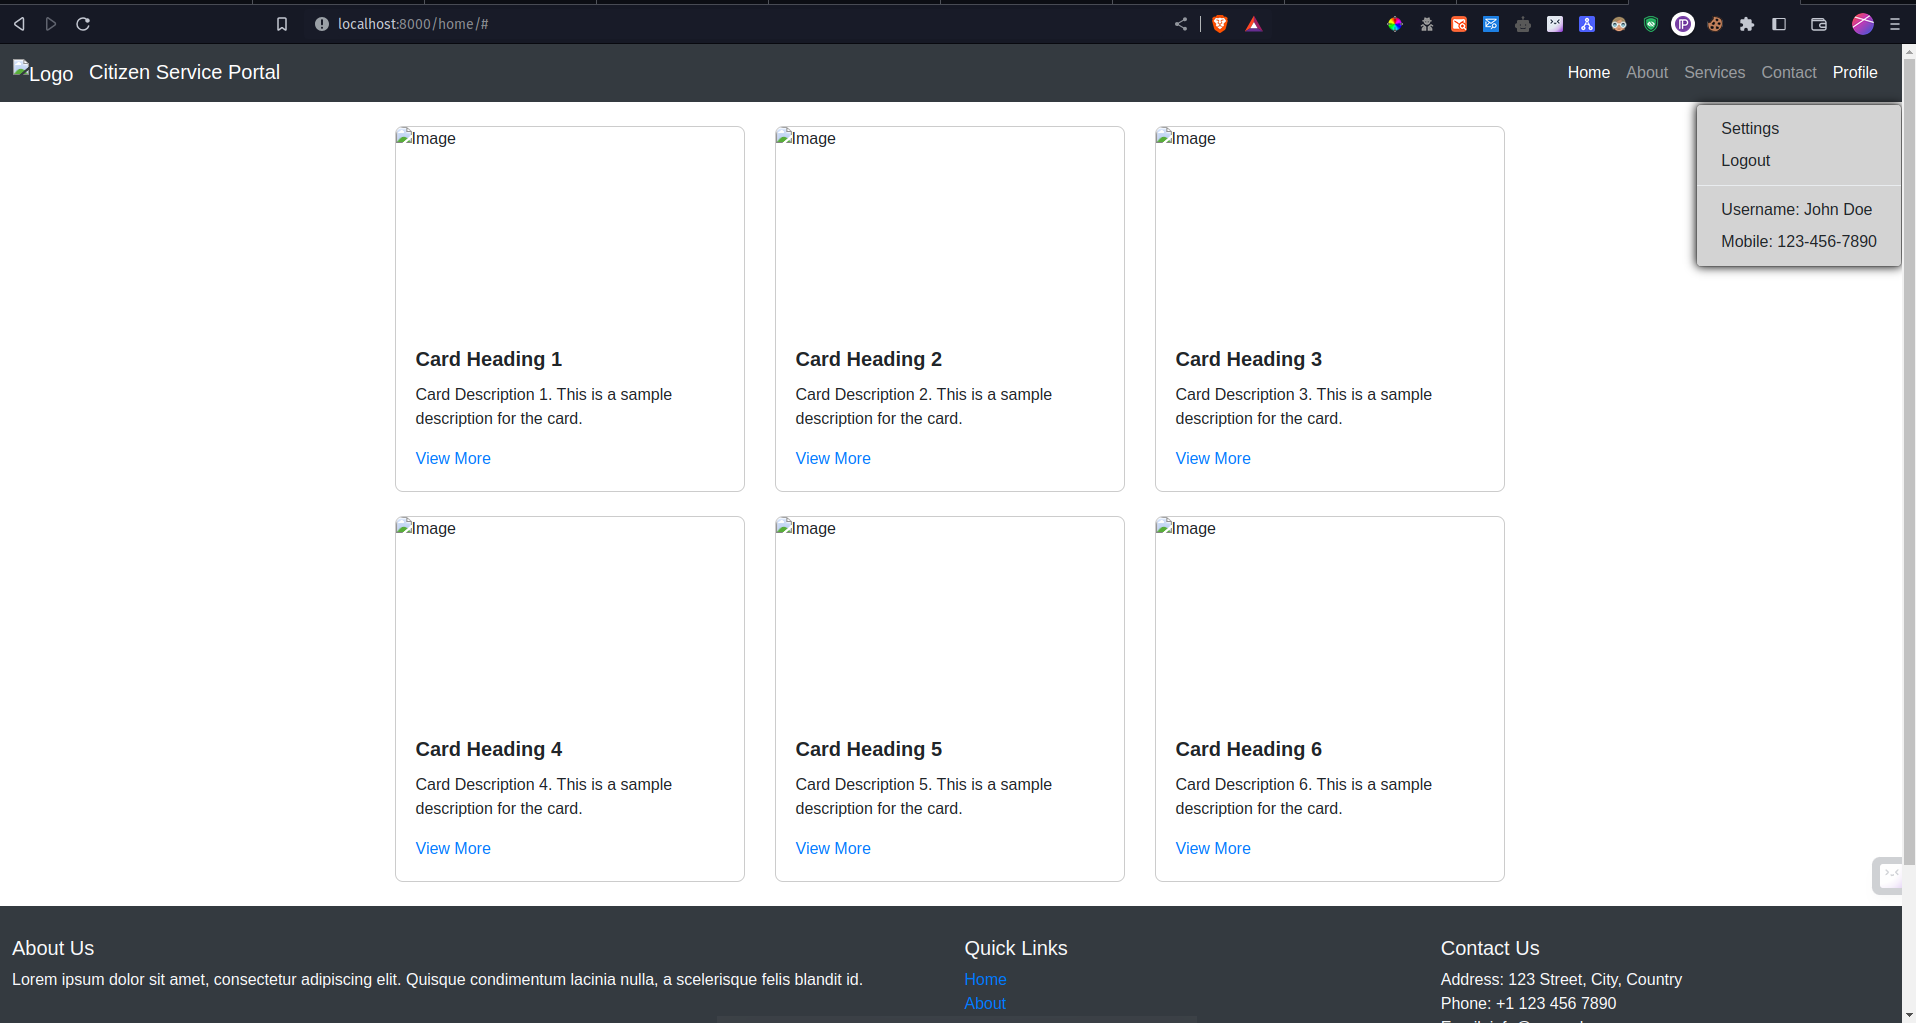 localhost:8000/home/#
Logo Citizen Service Portal
Home About Services Contact Profile
Settings
Logout
Username: John Doe
Mobile: 123-456-7890
Image Image Image
Card Heading 1 Card Heading 2 Card Heading 3
Card Description 1. This is a sample Card Description 2. This is a sample Card Description 3. This is a sample
description for the card. description for the card. description for the card.
View More View More View More
Image Image Image
Card Heading 4 Card Heading 5 Card Heading 6
Card Description 4. This is a sample Card Description 5. This is a sample Card Description 6. This is a sample
description for the card. description for the card. description for the card.
View More View More View More
About Us Quick Links Contact Us
Lorem ipsum dolor sit amet, consectetur adipiscing elit. Quisque condimentum lacinia nulla, a scelerisque felis blandit id. Home Address: 123 Street, City, Country
About Phone: +1 123 456 7890